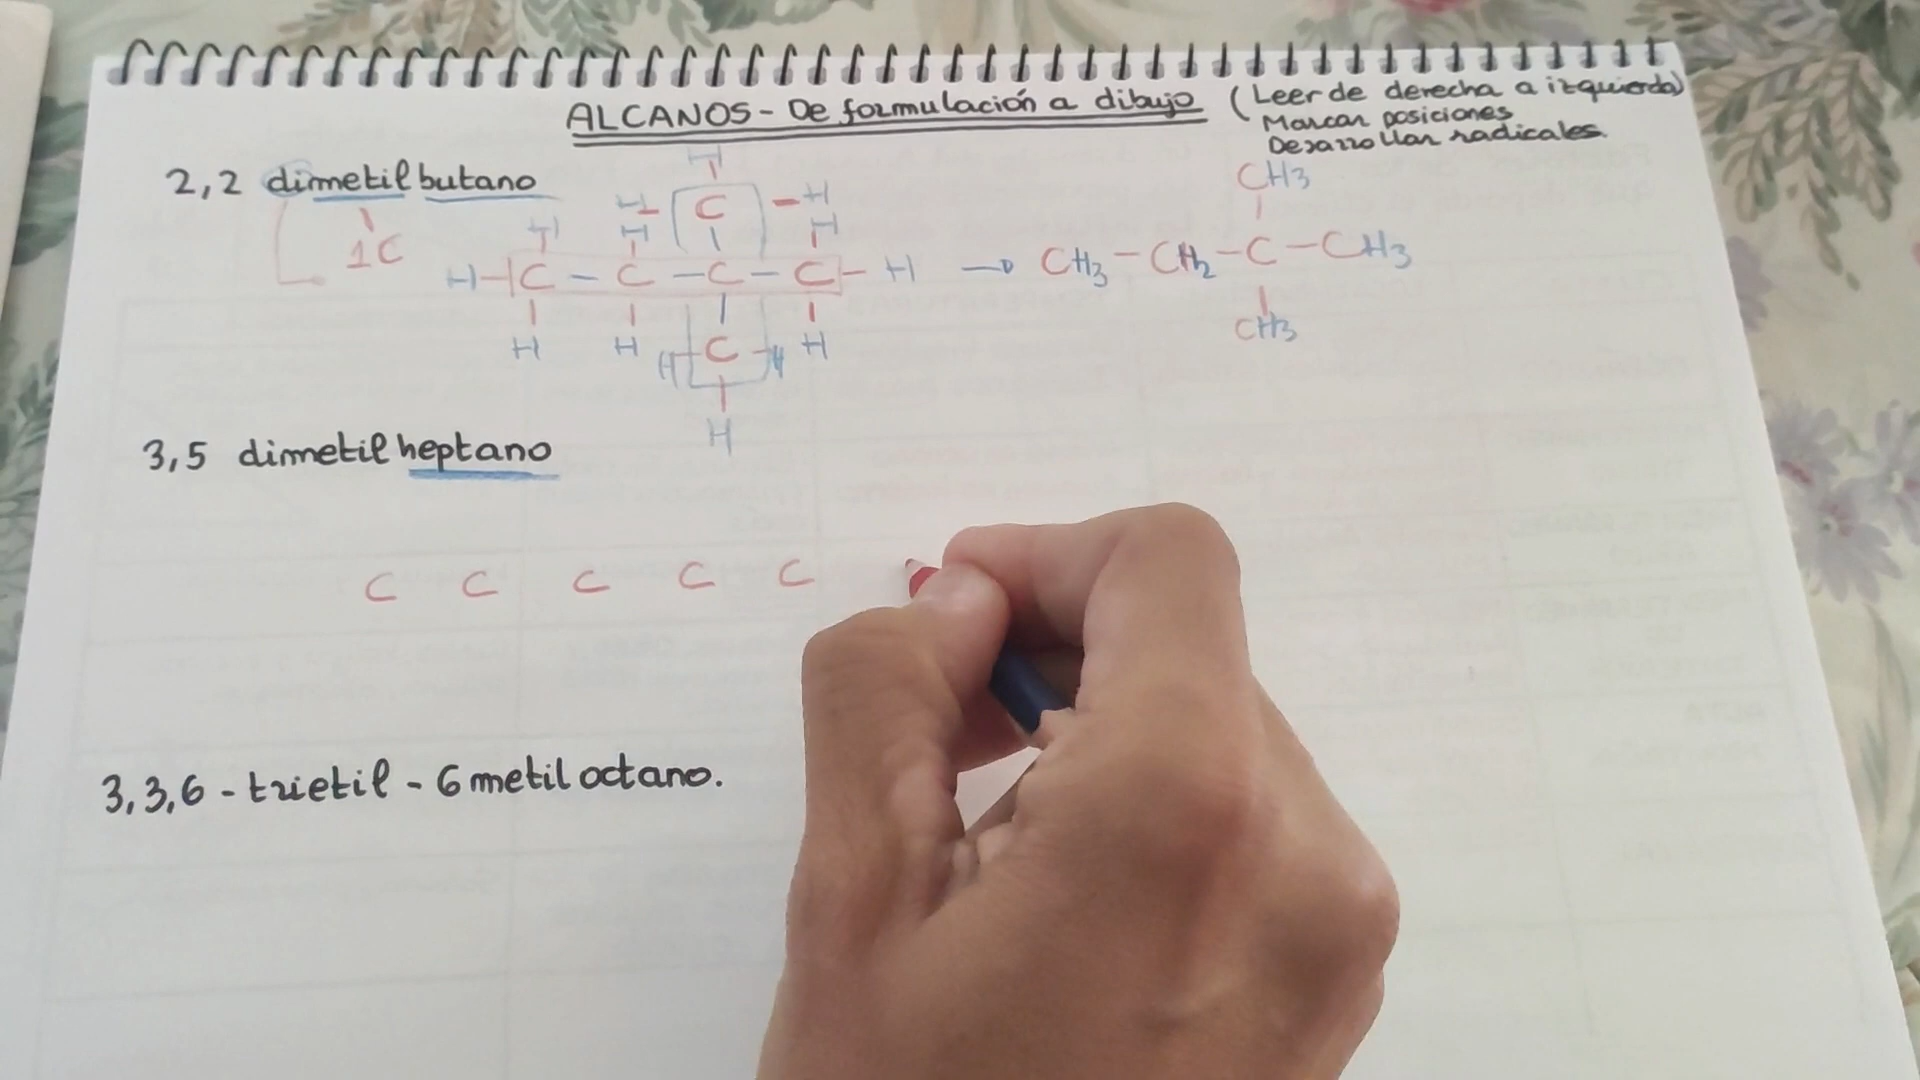 ALCANOS - De formulación a dibujo (Leer de derecha a izquierda)
Marcar posiciones
Desarrollar radicales.
2,2 dimetil butano
1C
H
H - C - H
H H H
H - C - C - C - C - H
H H H - C - H H
H
CH3
→ CH3 - CH2 - C - CH3
CH3
3,5 dimetil heptano
C C C C C
3,3,6 - trietil - 6 metil octano.